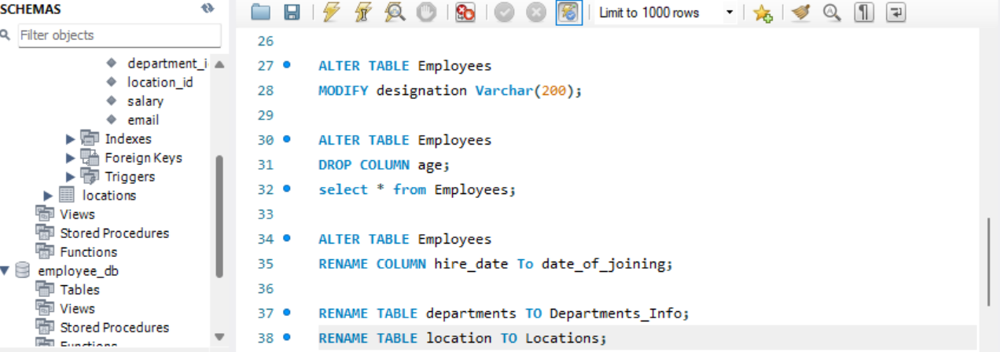 SCHEMAS
Filter objects
department_i
location_id
salary
email
Indexes
Foreign Keys
Triggers
locations
Views
Stored Procedures
Functions
employee_db
Tables
Views
Stored Procedures
Functions
Limit to 1000 rows
26
27 ALTER TABLE Employees
28 MODIFY designation Varchar(200);
29
30 ALTER TABLE Employees
31 DROP COLUMN age;
32 select * from Employees;
33
34 ALTER TABLE Employees
35 RENAME COLUMN hire_date To date_of_joining;
36
37 RENAME TABLE departments TO Departments_Info;
38 RENAME TABLE location TO Locations;